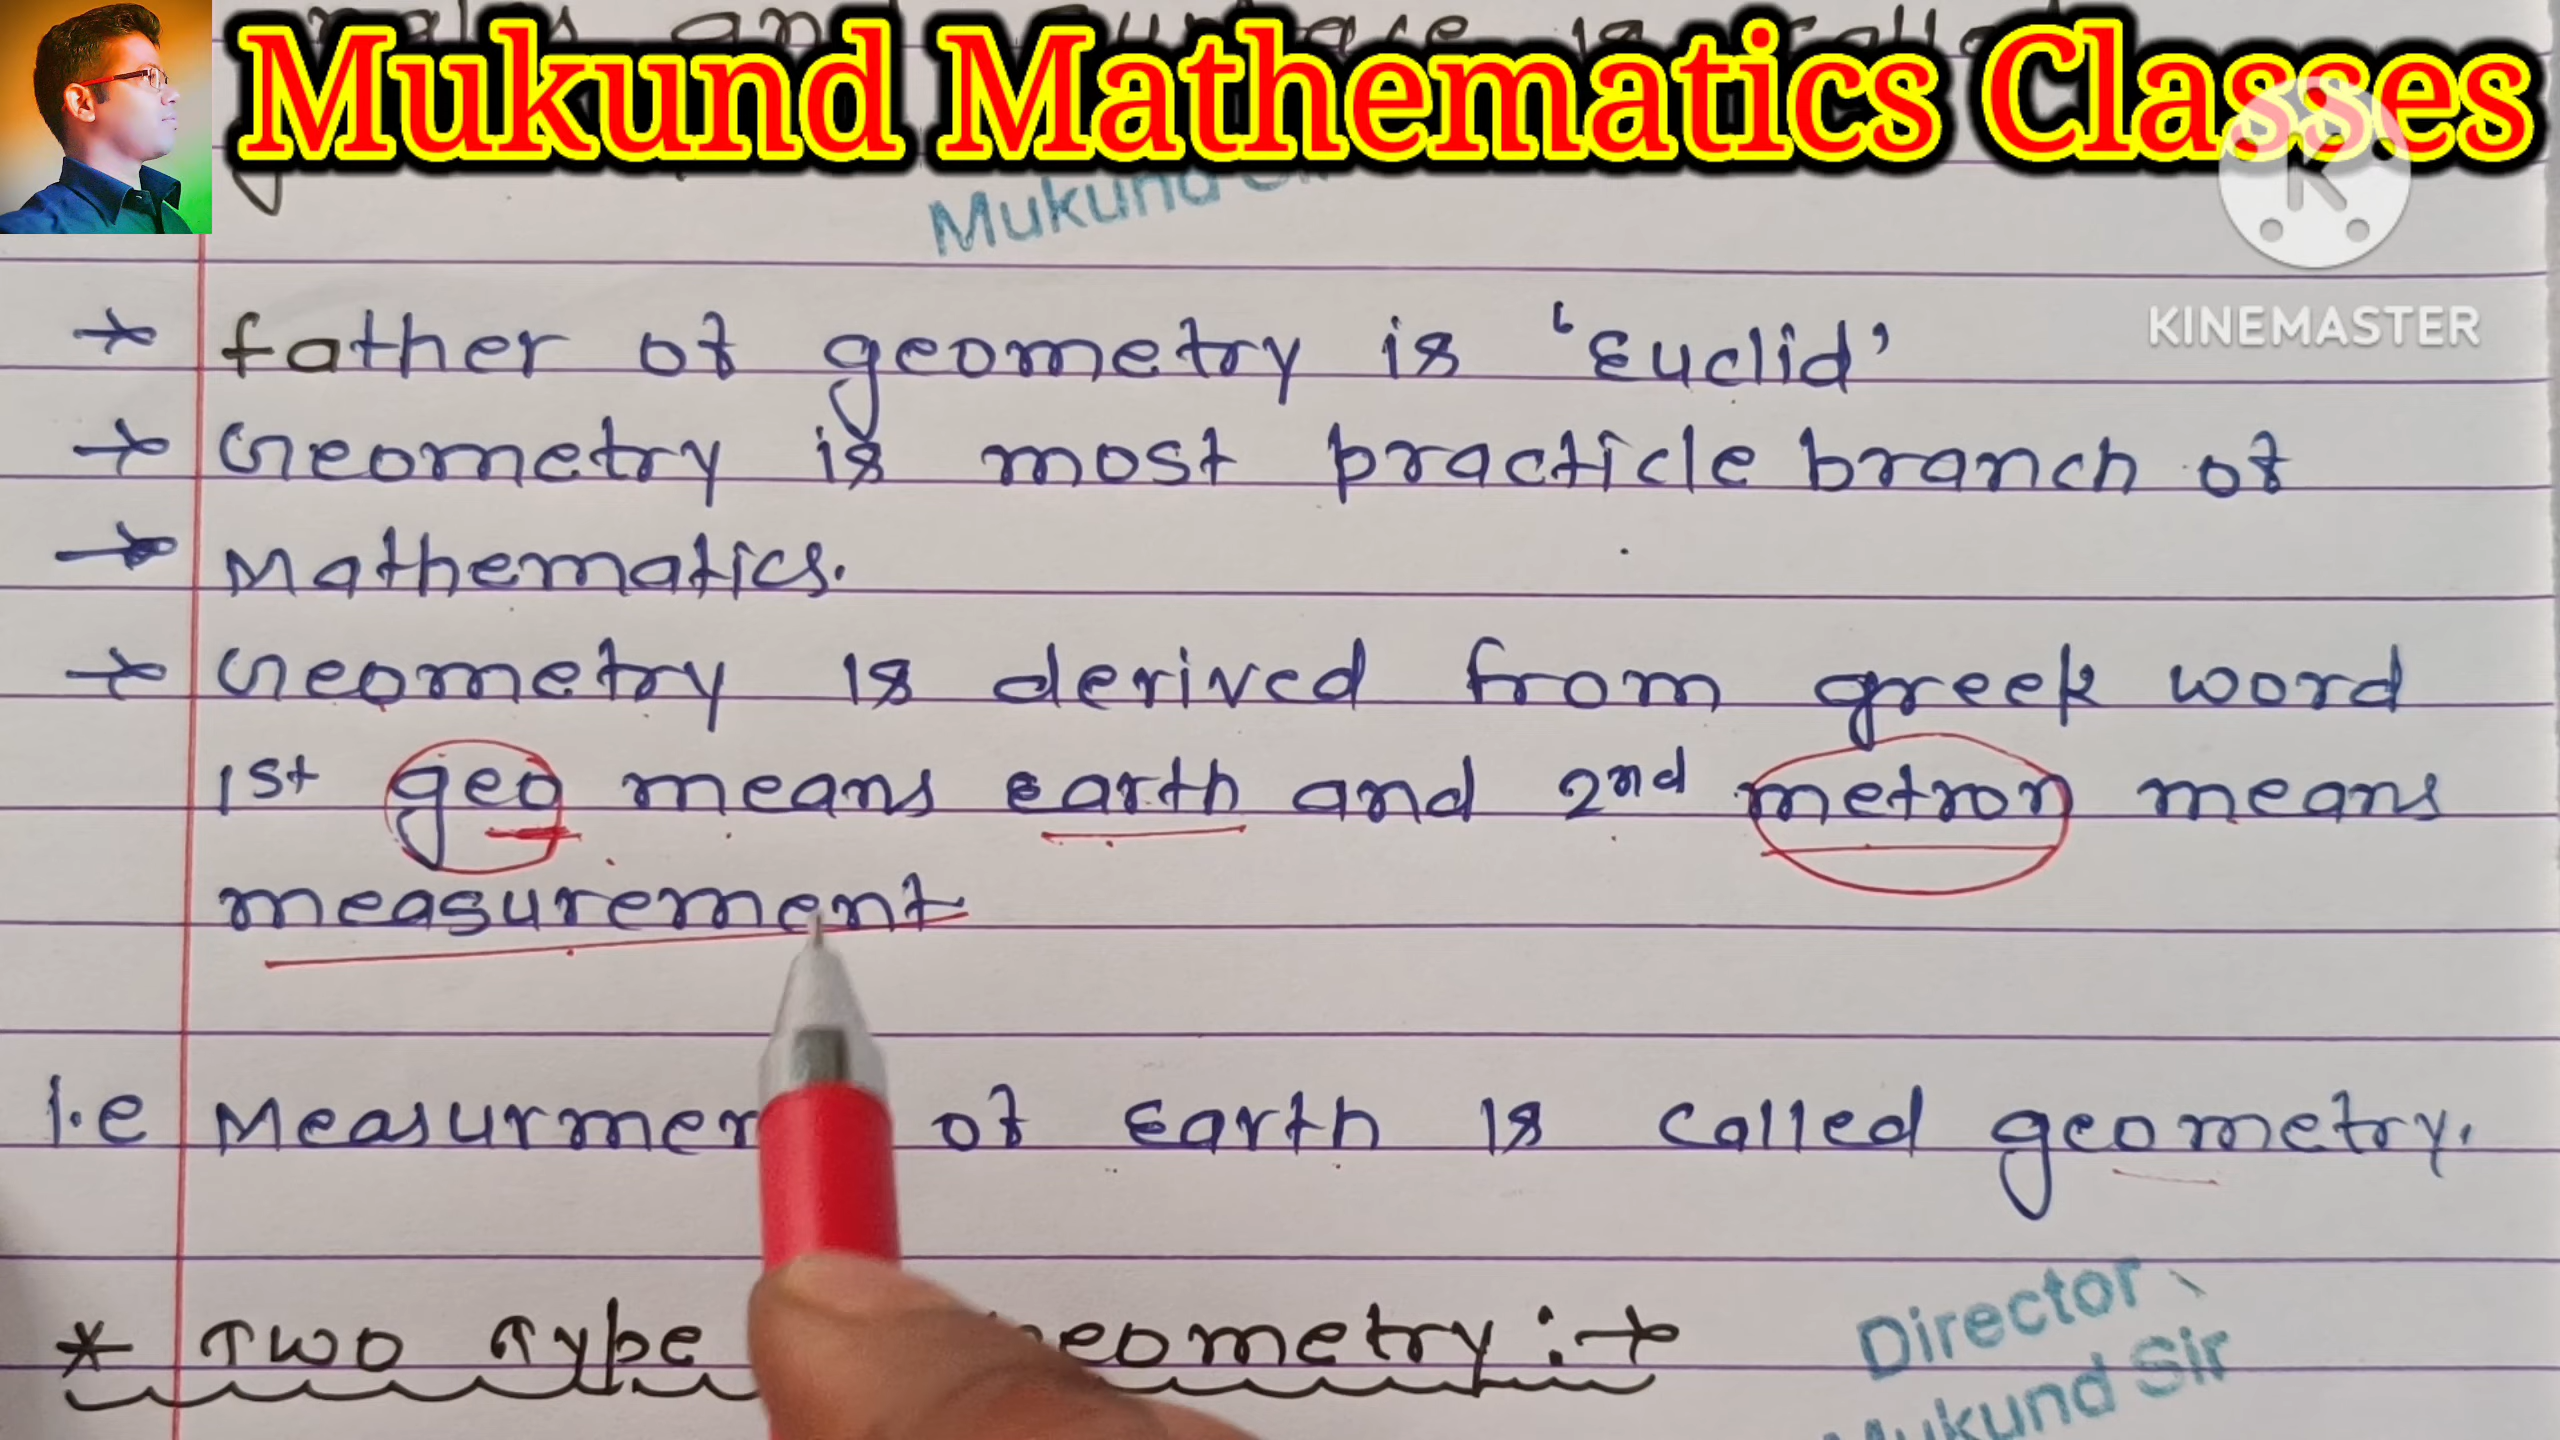 Mukund Mathematics Classes
Mukund
KINEMASTER
→ father of geometry is 'Euclid'
→ Geometry is most practicle branch of
→ Mathematics.
→ Geometry is derived from greek word
1st geo means earth and 2nd metron means
measurement
I.e Measurmen of Earth is called geometry.
* Two Type eometry :→
Director
Mukund Sir